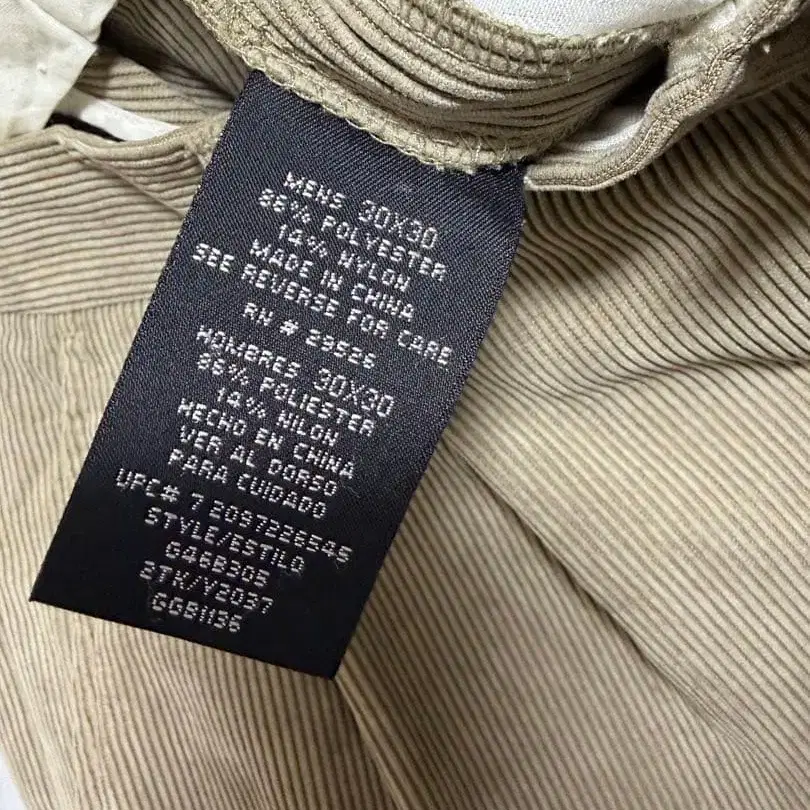 MENS 30X30
86% POLYESTER
14% NYLON
MADE IN CHINA
SEE REVERSE FOR CARE
RN # 29526
HOMBRES 30X30
86% POLIESTER
14% NILON
HECHO EN CHINA
VER AL DORSO
PARA CUIDADO
UPC# 7 2097226545
STYLE/ESTILO
G46B305
2TK/Y2037
GGB1136